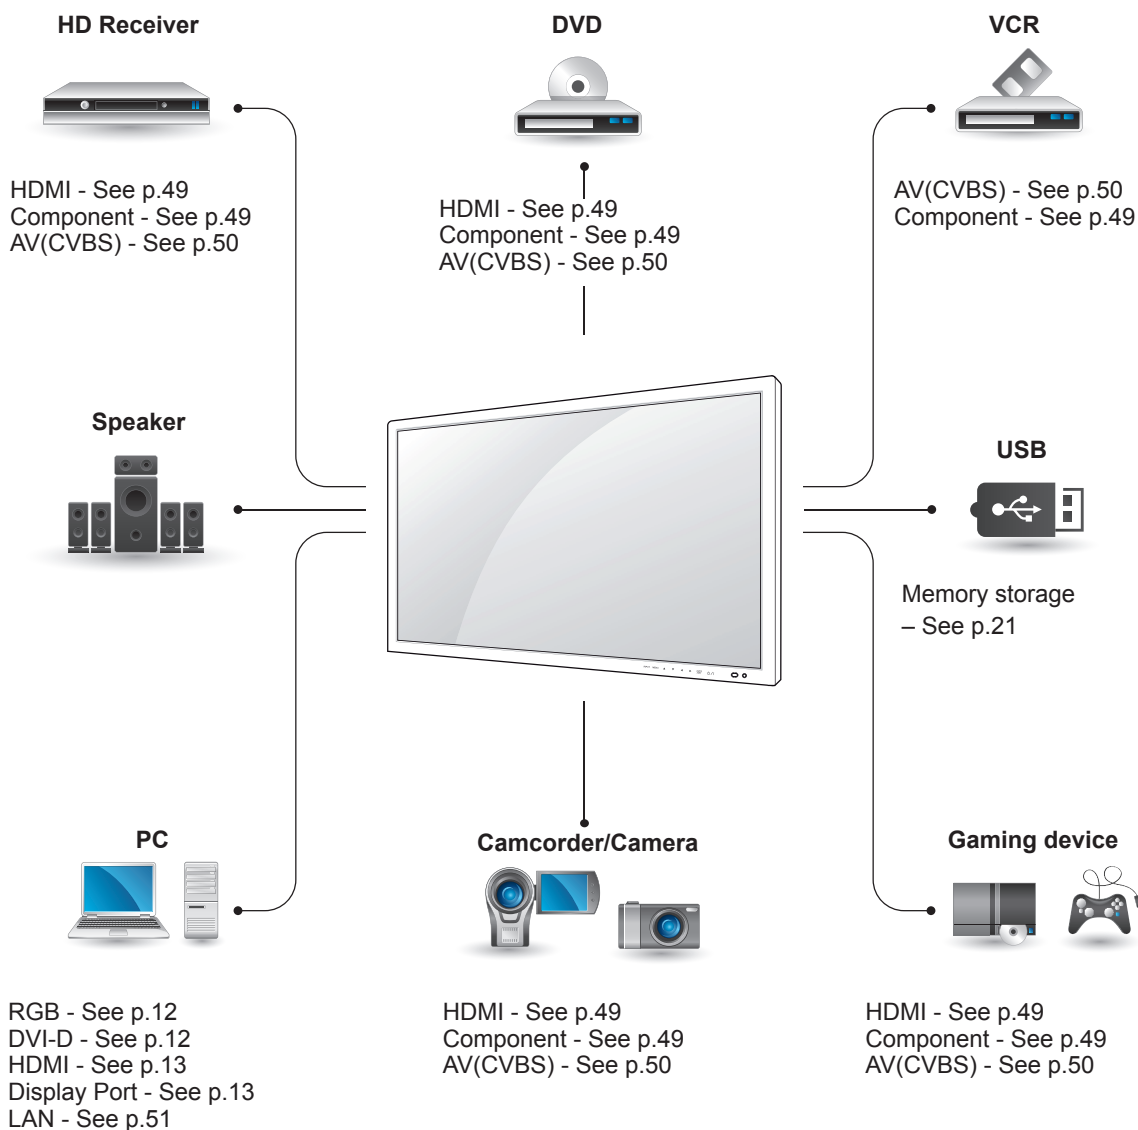 HD Receiver
HDMI - See p.49
Component - See p.49
AV(CVBS) - See p.50
DVD
HDMI - See p.49
Component - See p.49
AV(CVBS) - See p.50
VCR
AV(CVBS) - See p.50
Component - See p.49
Speaker
USB
Memory storage
– See p.21
PC
RGB - See p.12
DVI-D - See p.12
HDMI - See p.13
Display Port - See p.13
LAN - See p.51
Camcorder/Camera
HDMI - See p.49
Component - See p.49
AV(CVBS) - See p.50
Gaming device
HDMI - See p.49
Component - See p.49
AV(CVBS) - See p.50